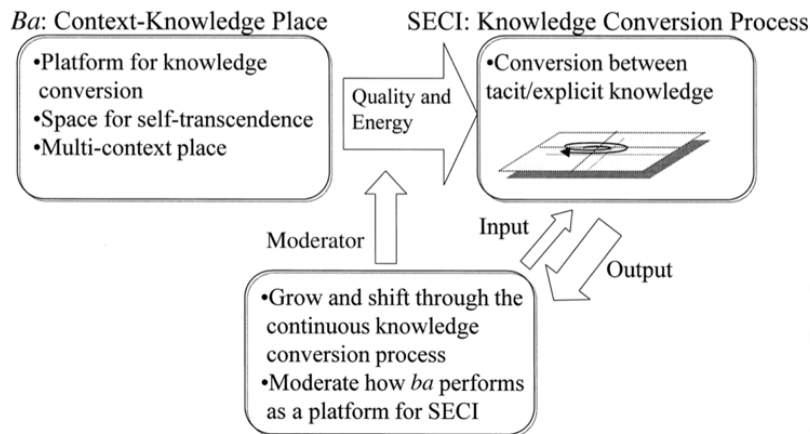 Ba: Context-Knowledge Place
SECI: Knowledge Conversion Process
•Platform for knowledge
conversion
•Space for self-transcendence
•Multi-context place
Quality and
Energy
•Conversion between
tacit/explicit knowledge
Moderator
Input
Output
•Grow and shift through the
continuous knowledge
conversion process
•Moderate how ba performs
as a platform for SECI